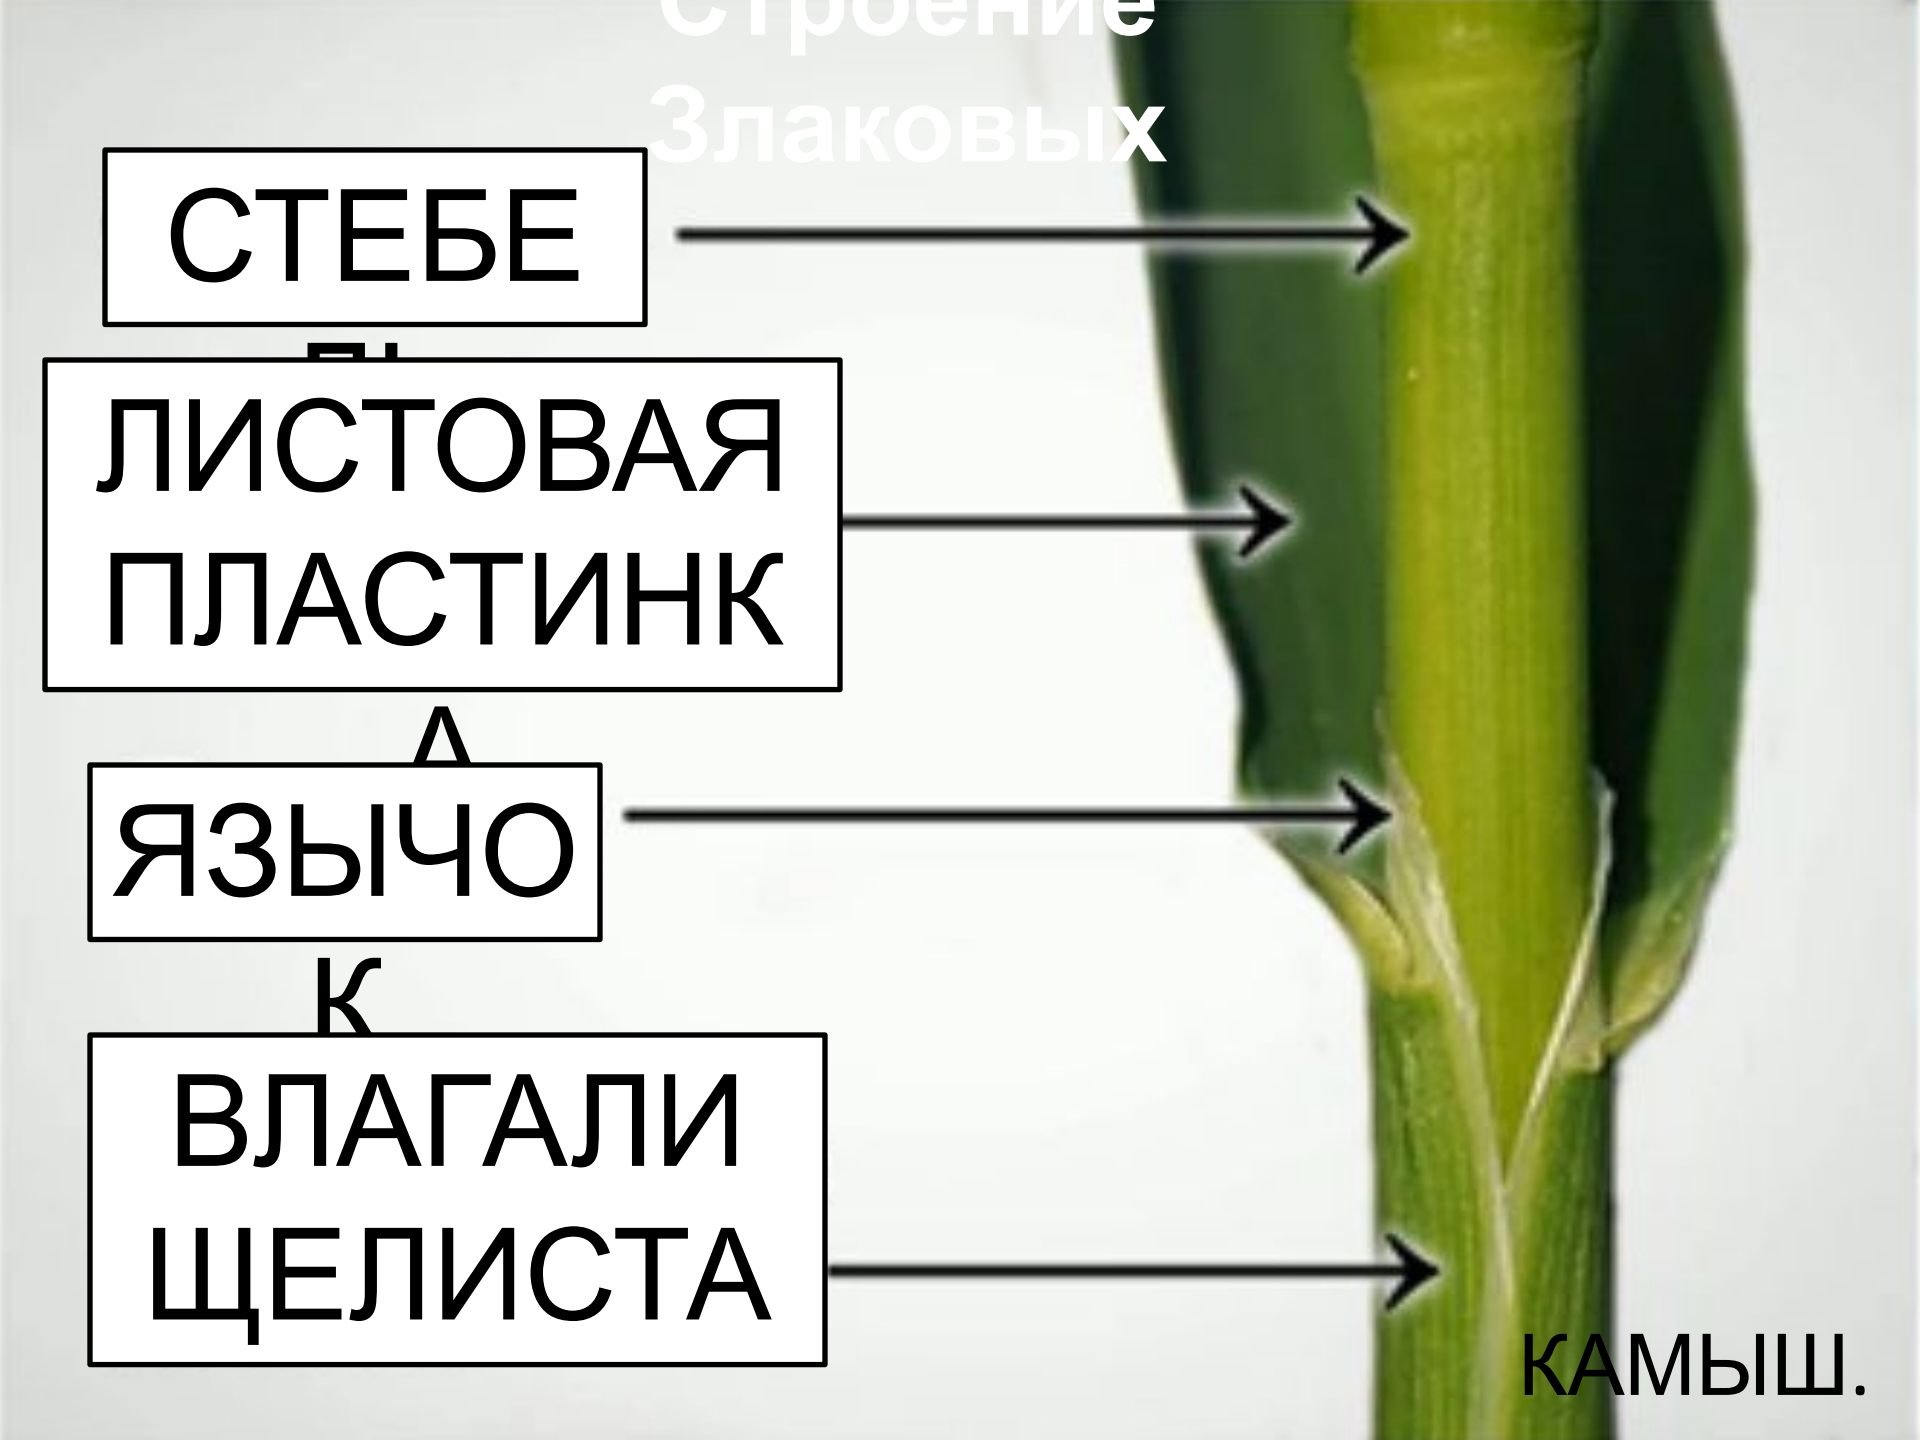 Строение
Злаковых
СТЕБЕ
ЛИСТОВАЯ
ПЛАСТИНК
А
ЯЗЫЧО
К
ВЛАГАЛИ
ЩЕЛИСТА
КАМЫШ.